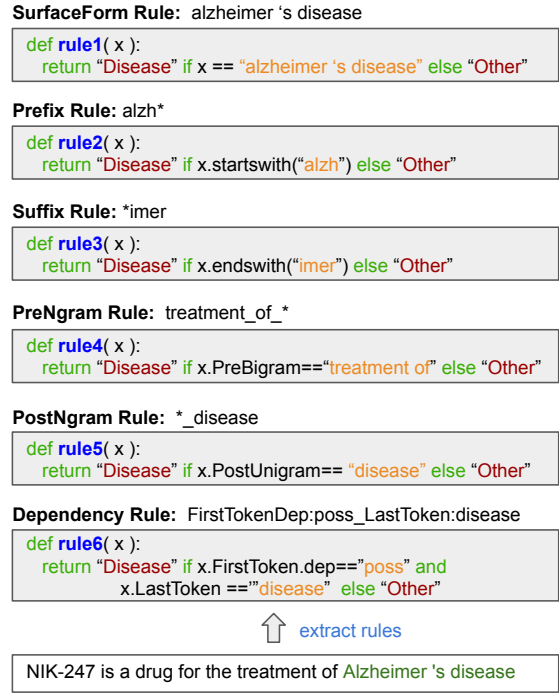 SurfaceForm Rule: alzheimer ‘s disease
def rule1( x ):
return “Disease” if x == “alzheimer ‘s disease” else “Other”
Prefix Rule: alzh*
def rule2( x ):
return “Disease” if x.startswith(“alzh”) else “Other”
Suffix Rule: *imer
def rule3( x ):
return “Disease” if x.endswith(“imer”) else “Other”
PreNgram Rule: treatment_of_*
def rule4( x ):
return “Disease” if x.PreBigram==“treatment of” else “Other”
PostNgram Rule: *_disease
def rule5( x ):
return “Disease” if x.PostUnigram== “disease” else “Other”
Dependency Rule: FirstTokenDep:poss_LastToken:disease
def rule6( x ):
return “Disease” if x.FirstToken.dep==”poss” and
x.LastToken ==’”disease” else “Other”
extract rules
NIK-247 is a drug for the treatment of Alzheimer 's disease